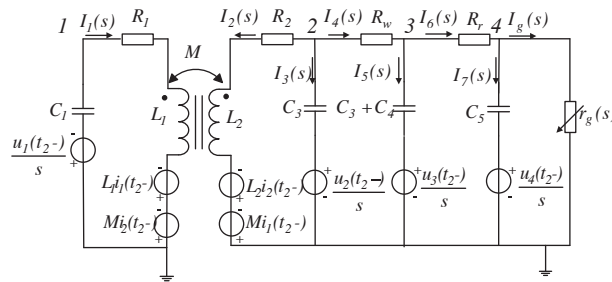 1 I1(s) R1 I2(s) R2 2 I4(s) Rw 3 I6(s) Rr 4 Ig(s)
M I3(s) I5(s) I7(s)
C1 L1 L2 C3 C3 + C4 C5 rg(s)
u1(t2-)/s L1i1(t2-) L2i2(t2-) u2(t2-)/s u3(t2-)/s u4(t2-)/s
Mi2(t2-) Mi1(t2-)